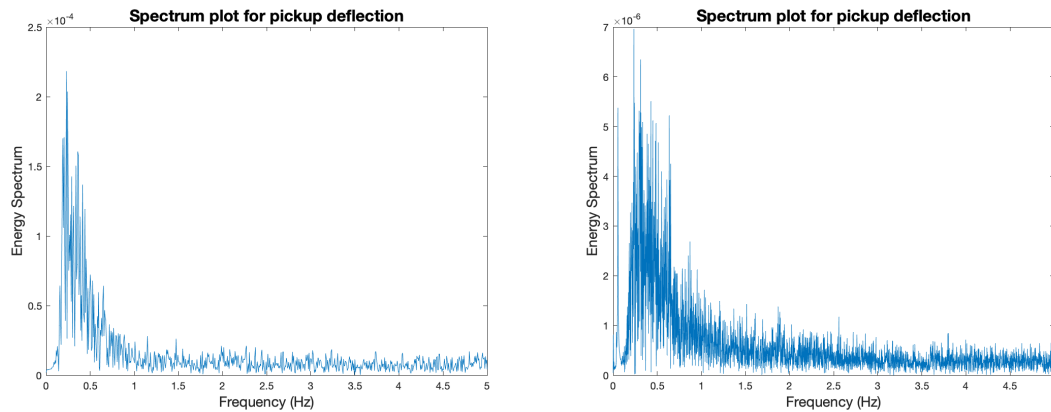 Spectrum plot for pickup deflection
×10⁻⁴
2.5
2
1.5
1
0.5
0
Energy Spectrum
0 0.5 1 1.5 2 2.5 3 3.5 4 4.5 5
Frequency (Hz)
Spectrum plot for pickup deflection
×10⁻⁶
7
6
5
4
3
2
1
Energy Spectrum
0 0.5 1 1.5 2 2.5 3 3.5 4 4.5
Frequency (Hz)